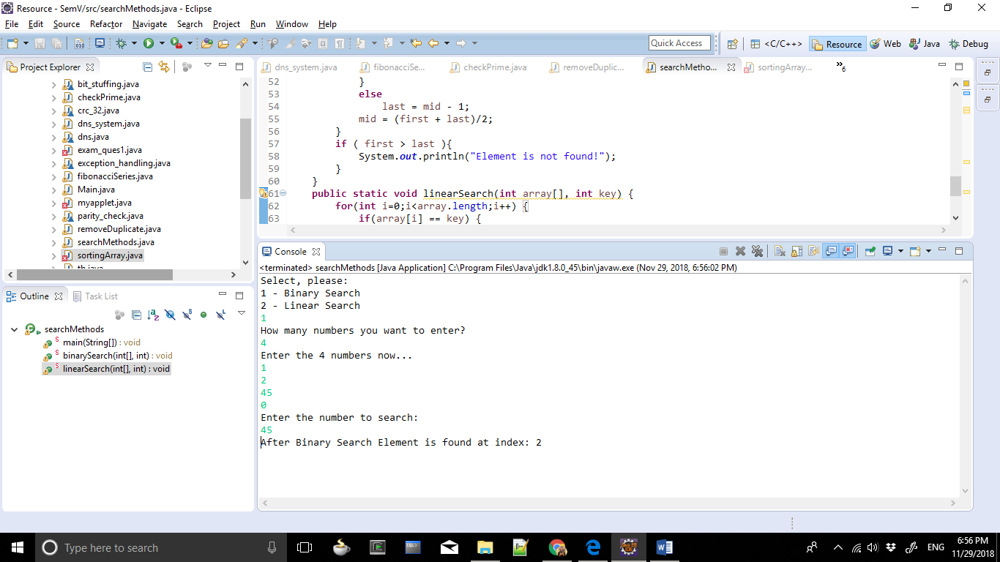 Resource - SemV/src/searchMethods.java - Eclipse
File Edit Source Refactor Navigate Search Project Run Window Help
Quick Access <C/C++> Resource Web Java Debug
Project Explorer
bit_stuffing.java
checkPrime.java
crc_32.java
dns_system.java
dns.java
exam_ques1.java
exception_handling.java
fibonacciSeries.java
Main.java
myapplet.java
parity_check.java
removeDuplicate.java
searchMethods.java
sortingArray.java
Outline Task List
searchMethods
main(String[]) : void
binarySearch(int[], int) : void
linearSearch(int[], int) : void
dns_system.java fibonacciSe... checkPrime.java removeDuplic... searchMetho... sortingArray... »6
52 }
53 else
54 last = mid - 1;
55 mid = (first + last)/2;
56 }
57 if ( first > last ){
58 System.out.println("Element is not found!");
59 }
60 }
61 public static void linearSearch(int array[], int key) {
62 for(int i=0;i<array.length;i++) {
63 if(array[i] == key) {
Console
<terminated> searchMethods [Java Application] C:\Program Files\Java\jdk1.8.0_45\bin\javaw.exe (Nov 29, 2018, 6:56:02 PM)
Select, please:
1 - Binary Search
2 - Linear Search
1
How many numbers you want to enter?
4
Enter the 4 numbers now...
1
2
45
0
Enter the number to search:
45
After Binary Search Element is found at index: 2
Type here to search
ENG
6:56 PM
11/29/2018